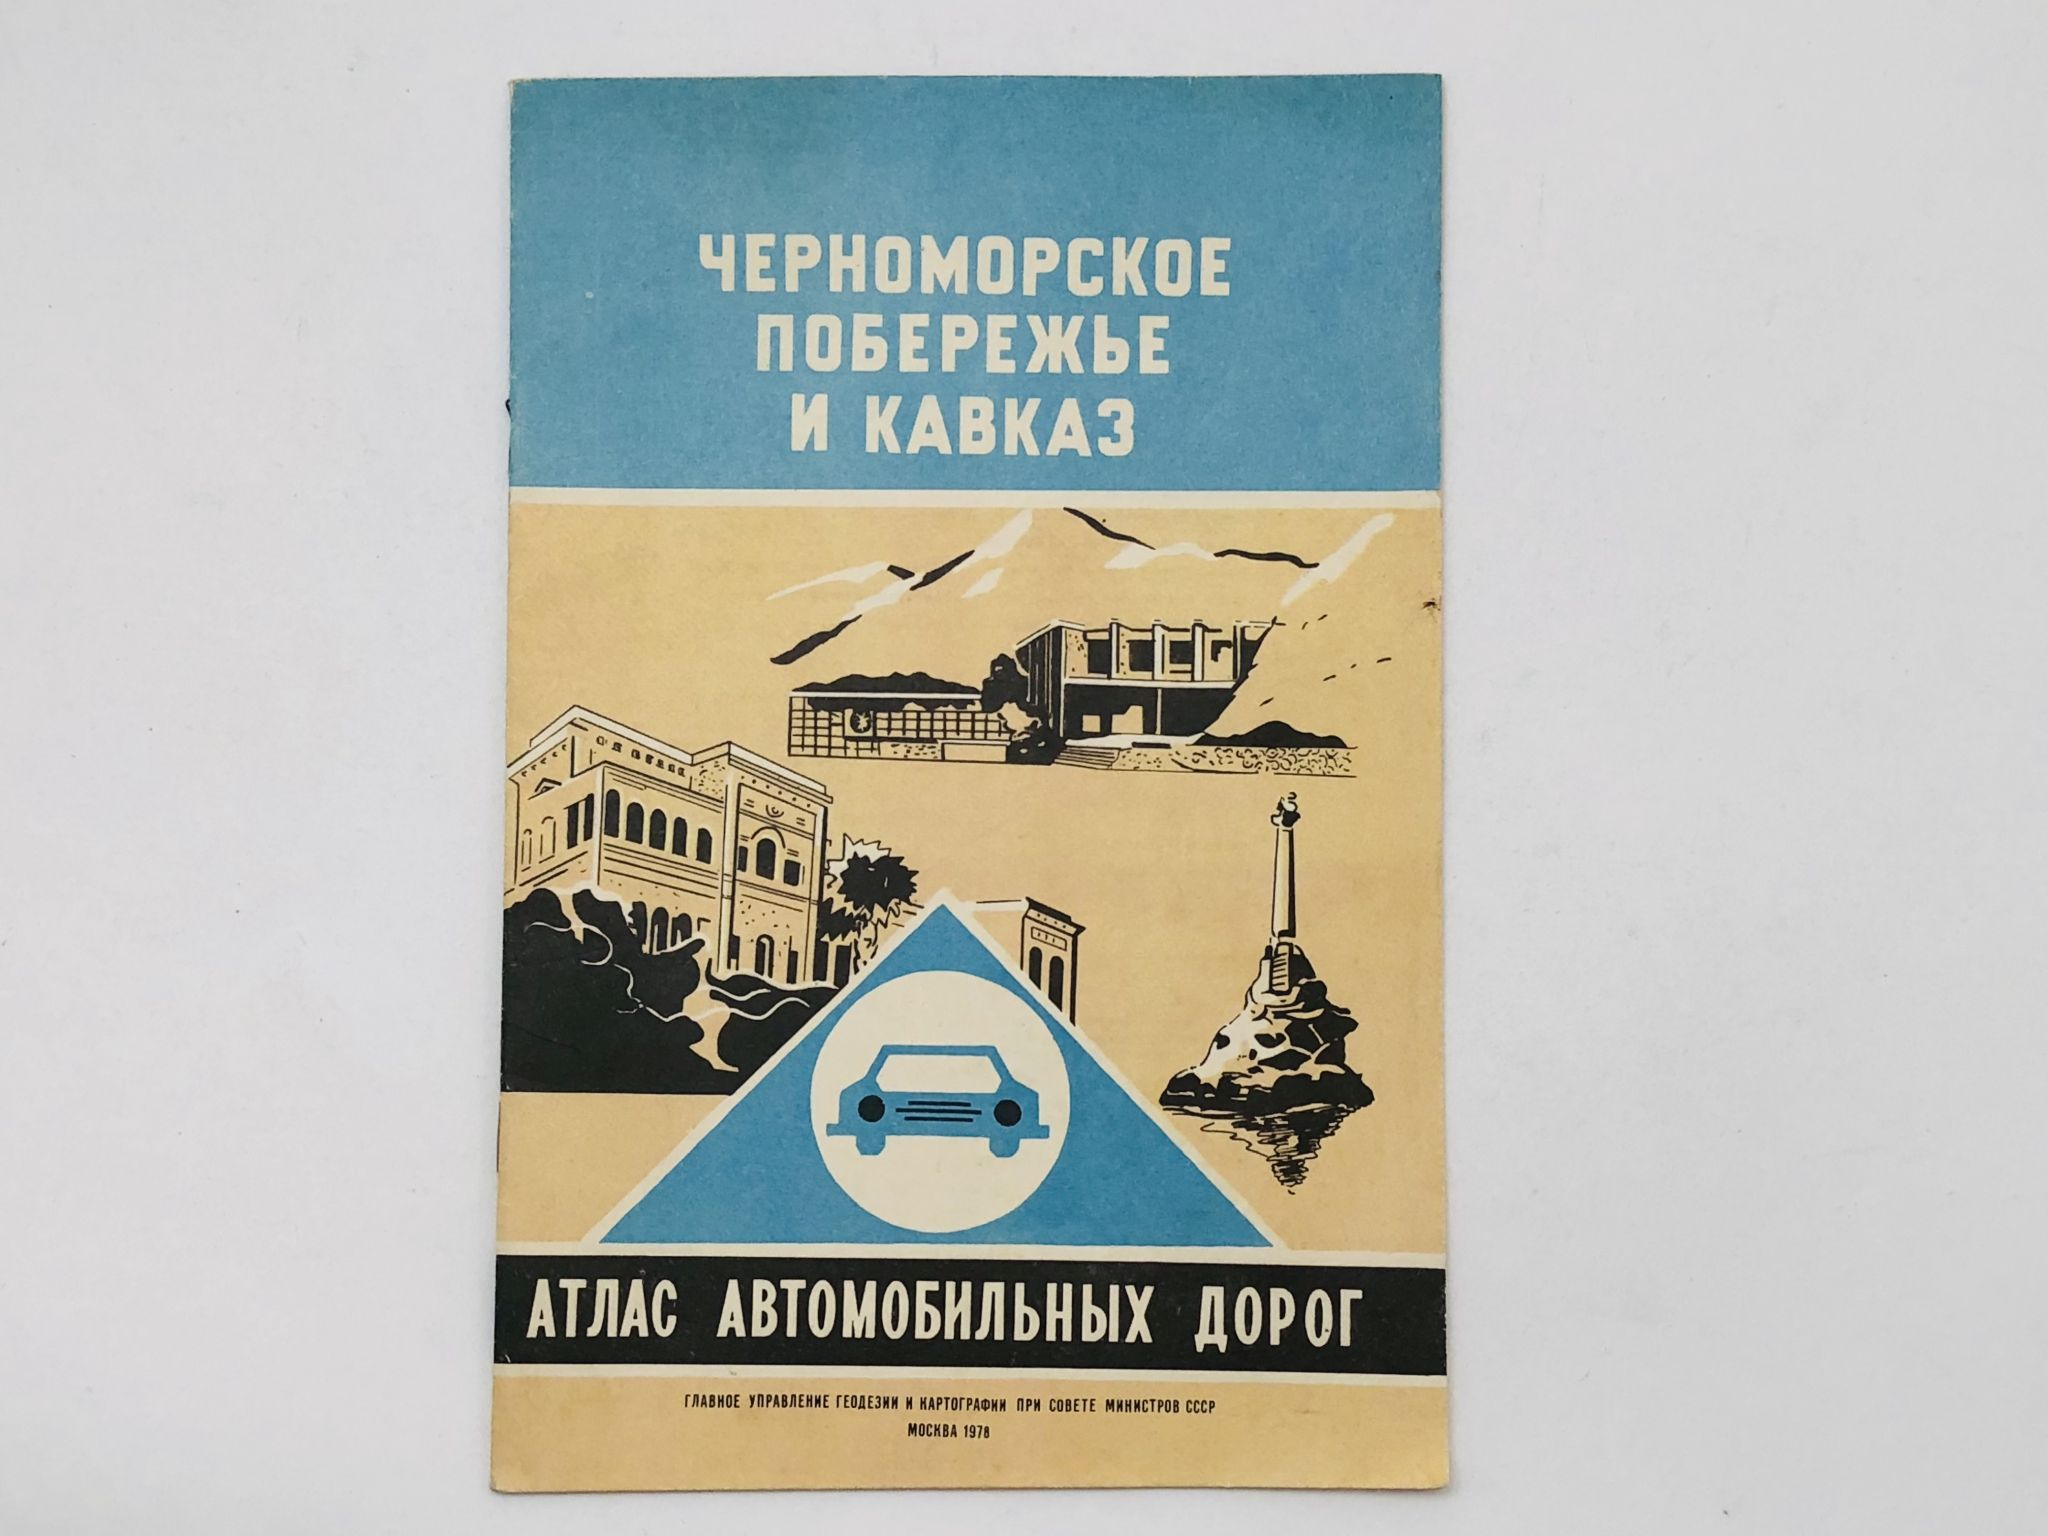 ЧЕРНОМОРСКОЕ
ПОБЕРЕЖЬЕ
И КАВКАЗ
АТЛАС АВТОМОБИЛЬНЫХ ДОРОГ
ГЛАВНОЕ УПРАВЛЕНИЕ ГЕОДЕЗИИ И КАРТОГРАФИИ ПРИ СОВЕТЕ МИНИСТРОВ СССР
МОСКВА 1978